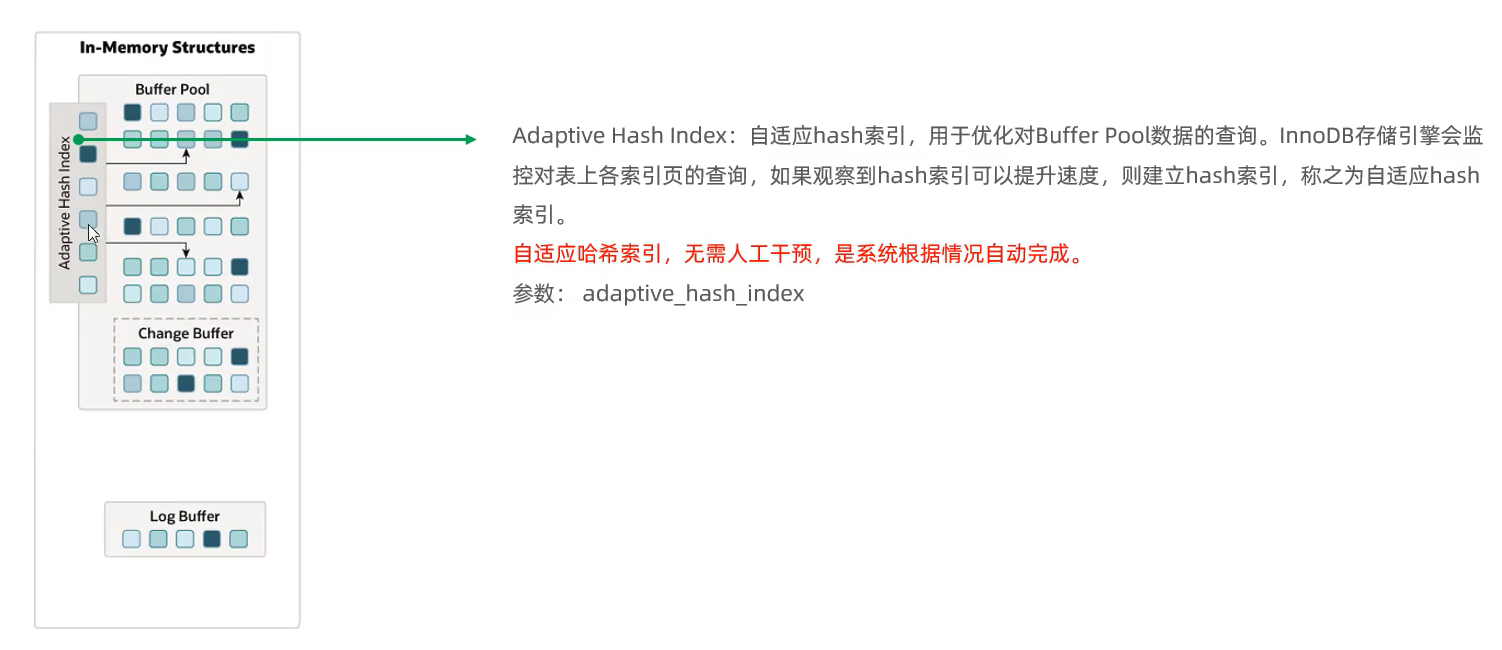 In-Memory Structures
Buffer Pool
Adaptive Hash Index
Change Buffer
Log Buffer
Adaptive Hash Index：自适应hash索引，用于优化对Buffer Pool数据的查询。InnoDB存储引擎会监
控对表上各索引页的查询，如果观察到hash索引可以提升速度，则建立hash索引，称之为自适应hash
索引。
自适应哈希索引，无需人工干预，是系统根据情况自动完成。
参数： adaptive_hash_index